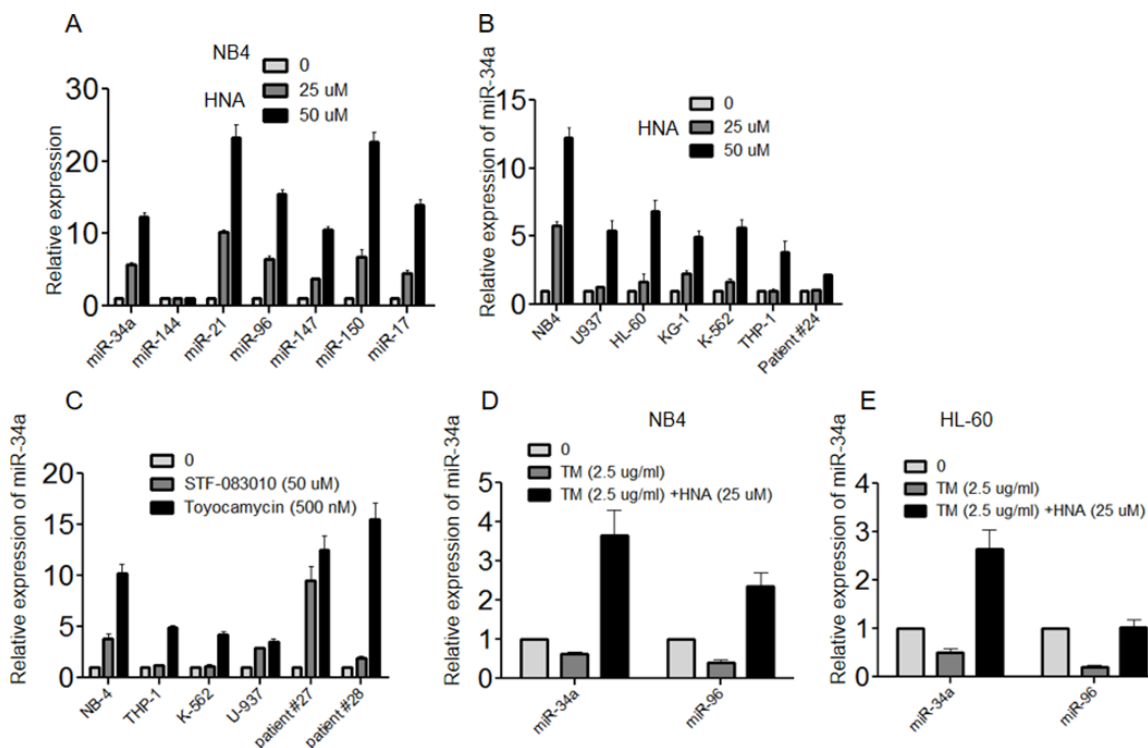 A
NB4
HNA
0
25 uM
50 uM
Relative expression
30
20
10
0
miR-34a
miR-144
miR-21
miR-96
miR-147
miR-150
miR-17
B
HNA
0
25 uM
50 uM
Relative expression of miR-34a
15
10
5
0
NB4
U937
HL-60
KG-1
K-562
THP-1
Patient #24
C
0
STF-083010 (50 uM)
Toyocamycin (500 nM)
Relative expression of miR-34a
20
15
10
5
0
NB-4
THP-1
K-562
U-937
patient #27
patient #28
D
NB4
0
TM (2.5 ug/ml)
TM (2.5 ug/ml) +HNA (25 uM)
Relative expression of miR-34a
5
4
3
2
1
0
miR-34a
miR-96
E
HL-60
0
TM (2.5 ug/ml)
TM (2.5 ug/ml) +HNA (25 uM)
Relative expression of miR-34a
4
3
2
1
0
miR-34a
miR-96